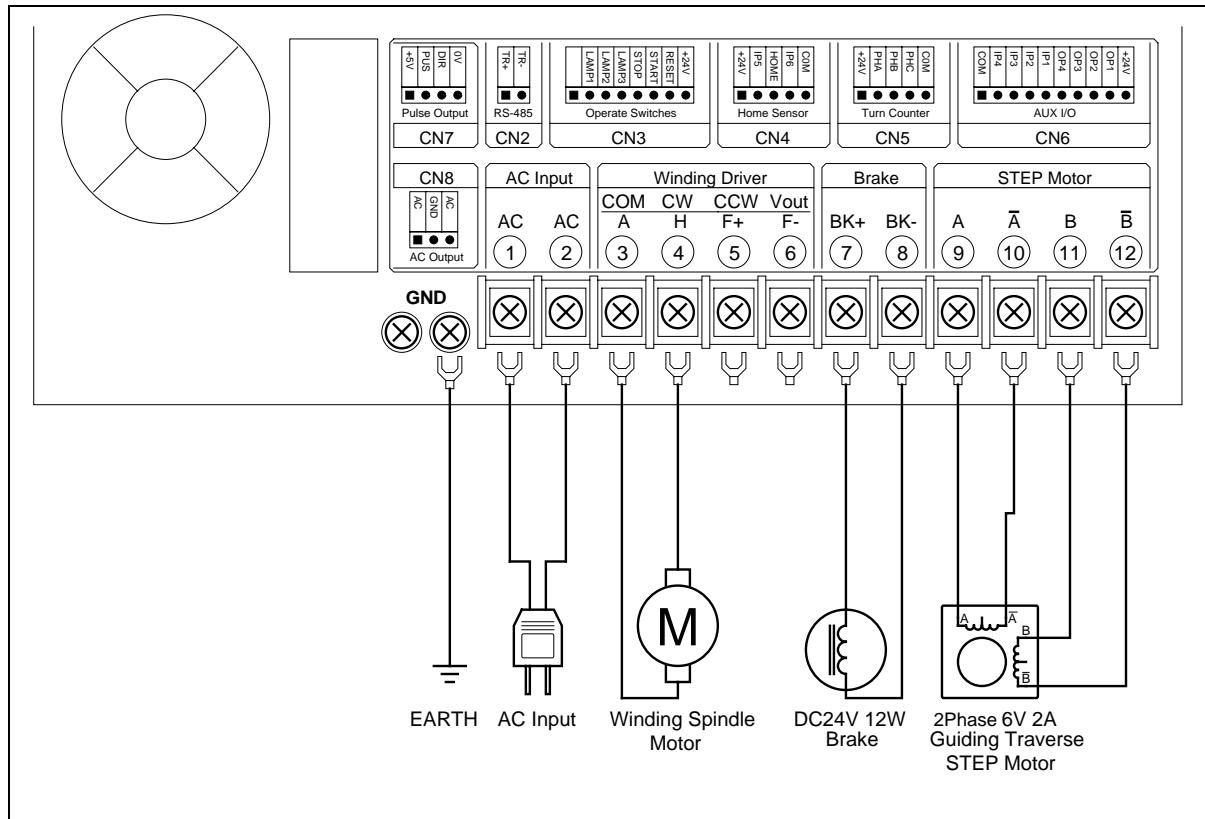 +5V PUS DIR 0V
TR+ TR-
LAMP1 LAMP2 LAMP3 STOP START RESET +24V
+24V IP5 HOME IP6 COM
+24V PHA PHB PHC COM
COM IP4 IP3 IP2 IP1 OP4 OP3 OP2 OP1 +24V
Pulse Output RS-485 Operate Switches Home Sensor Turn Counter AUX I/O
CN7 CN2 CN3 CN4 CN5 CN6
CN8 AC Input Winding Driver Brake STEP Motor
AC GND AC
AC Output
COM CW CCW Vout
AC AC A H F+ F- BK+ BK- A A̅ B B̅
1 2 3 4 5 6 7 8 9 10 11 12
GND
M
A A̅
B
B̅
EARTH
AC Input
Winding Spindle
Motor
DC24V 12W
Brake
2Phase 6V 2A
Guiding Traverse
STEP Motor